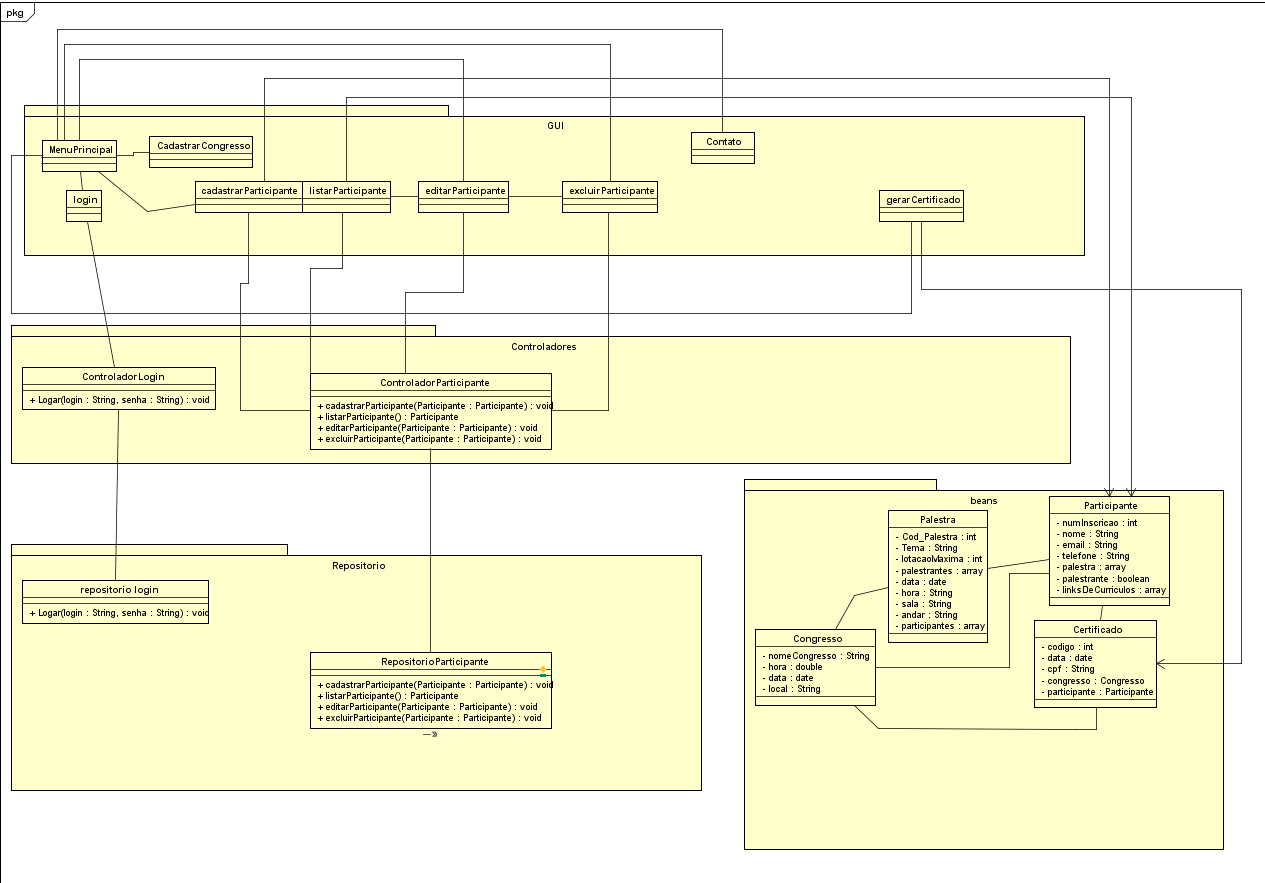 pkg
GUI
MenuPrincipal
CadastrarCongresso
Contato
login
cadastrarParticipante
listarParticipante
editarParticipante
excluirParticipante
gerarCertificado
Controladores
ControladorLogin
+ Logar(login : String, senha : String) : void
ControladorParticipante
+ cadastrarParticipante(Participante : Participante) : void
+ listarParticipante() : Participante
+ editarParticipante(Participante : Participante) : void
+ excluirParticipante(Participante : Participante) : void
Repositorio
repositorio login
+ Logar(login : String, senha : String) : void
RepositorioParticipante
+ cadastrarParticipante(Participante : Participante) : void
+ listarParticipante() : Participante
+ editarParticipante(Participante : Participante) : void
+ excluirParticipante(Participante : Participante) : void
beans
Palestra
- Cod_Palestra : int
- Tema : String
- lotacaoMaxima : int
- palestrantes : array
- data : date
- hora : String
- sala : String
- andar : String
- participantes : array
Participante
- numInscricao : int
- nome : String
- email : String
- telefone : String
- palestra : array
- palestrante : boolean
- linksDeCurriculos : array
Congresso
- nomeCongresso : String
- hora : double
- data : date
- local : String
Certificado
- codigo : int
- data : date
- cpf : String
- congresso : Congresso
- participante : Participante